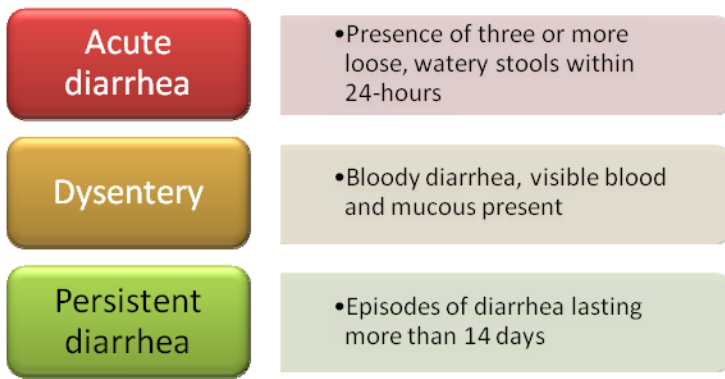 Acute
diarrhea
•Presence of three or more
loose, watery stools within
24-hours
Dysentery
•Bloody diarrhea, visible blood
and mucous present
Persistent
diarrhea
•Episodes of diarrhea lasting
more than 14 days